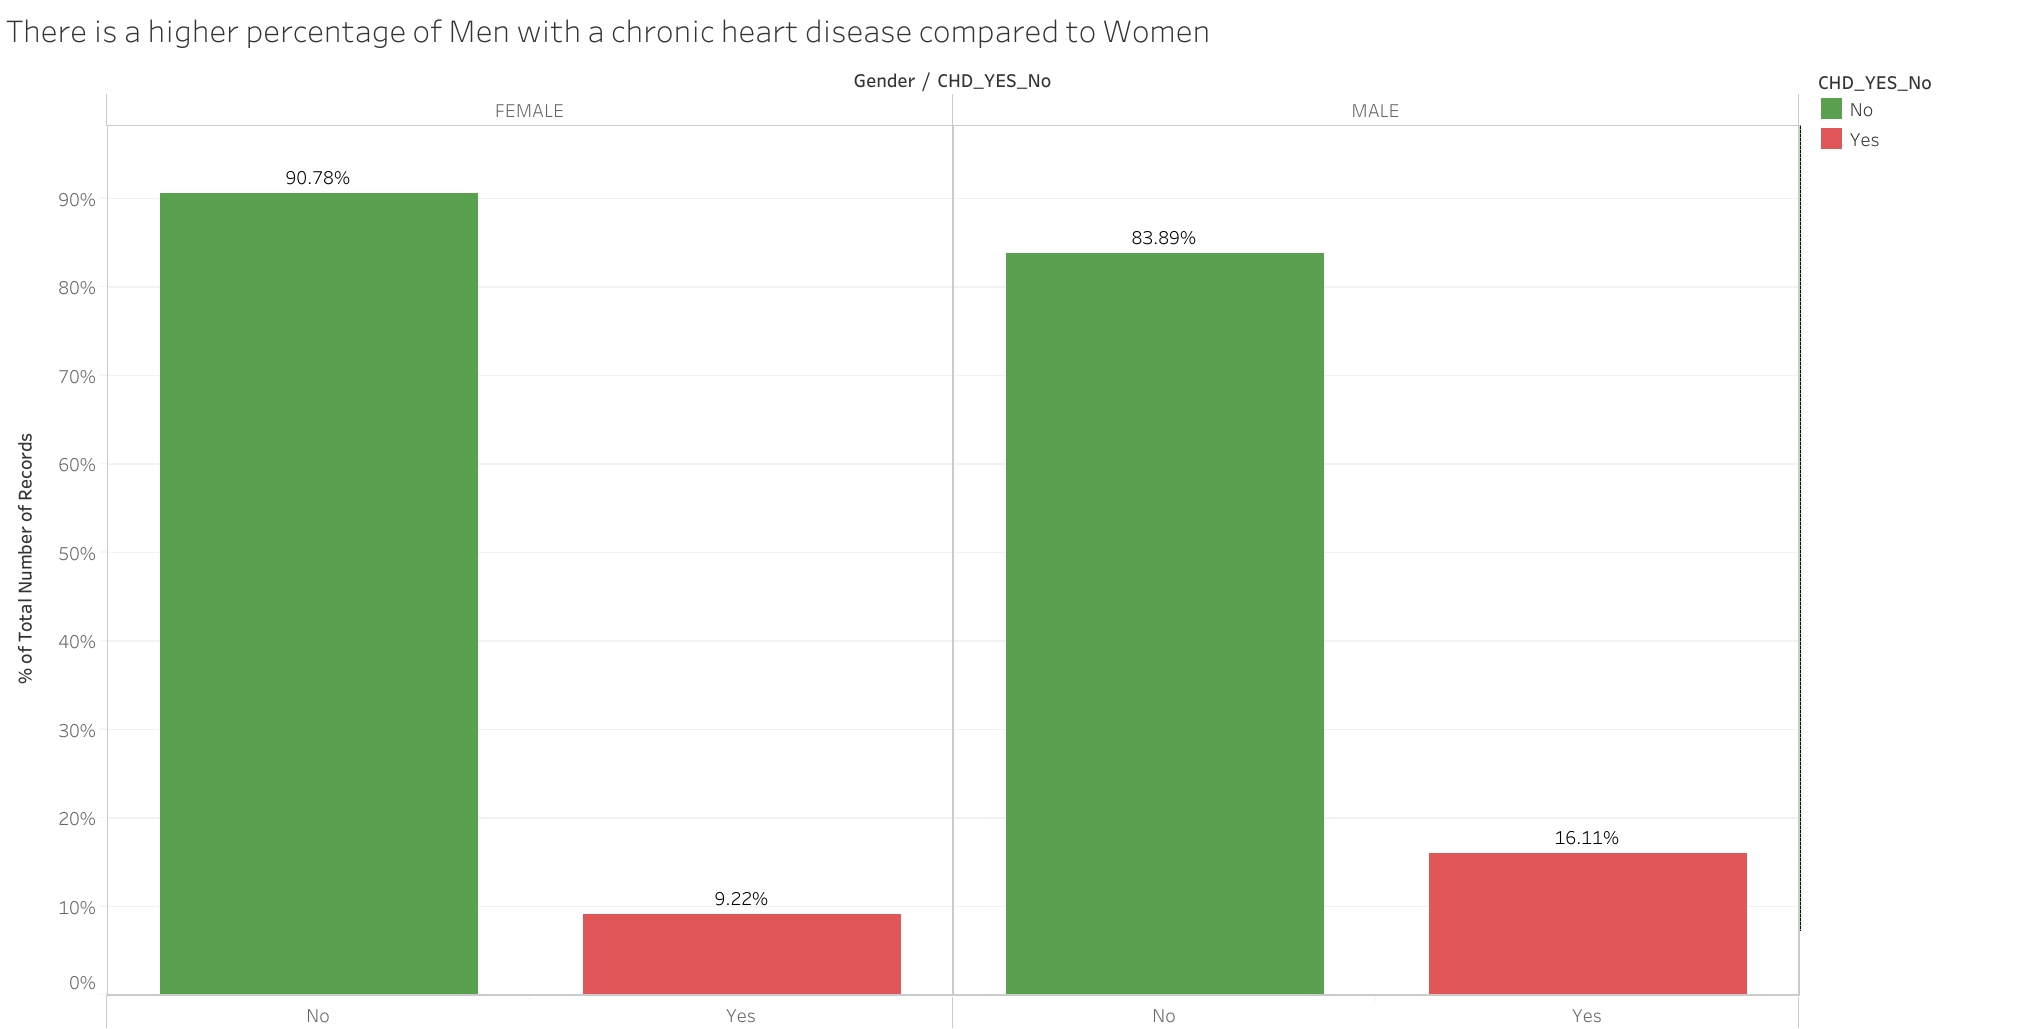 There is a higher percentage of Men with a chronic heart disease compared to Women
Gender / CHD_YES_No
FEMALE
MALE
CHD_YES_No
No
Yes
% of Total Number of Records
90%
80%
70%
60%
50%
40%
30%
20%
10%
0%
90.78%
9.22%
83.89%
16.11%
No
Yes
No
Yes